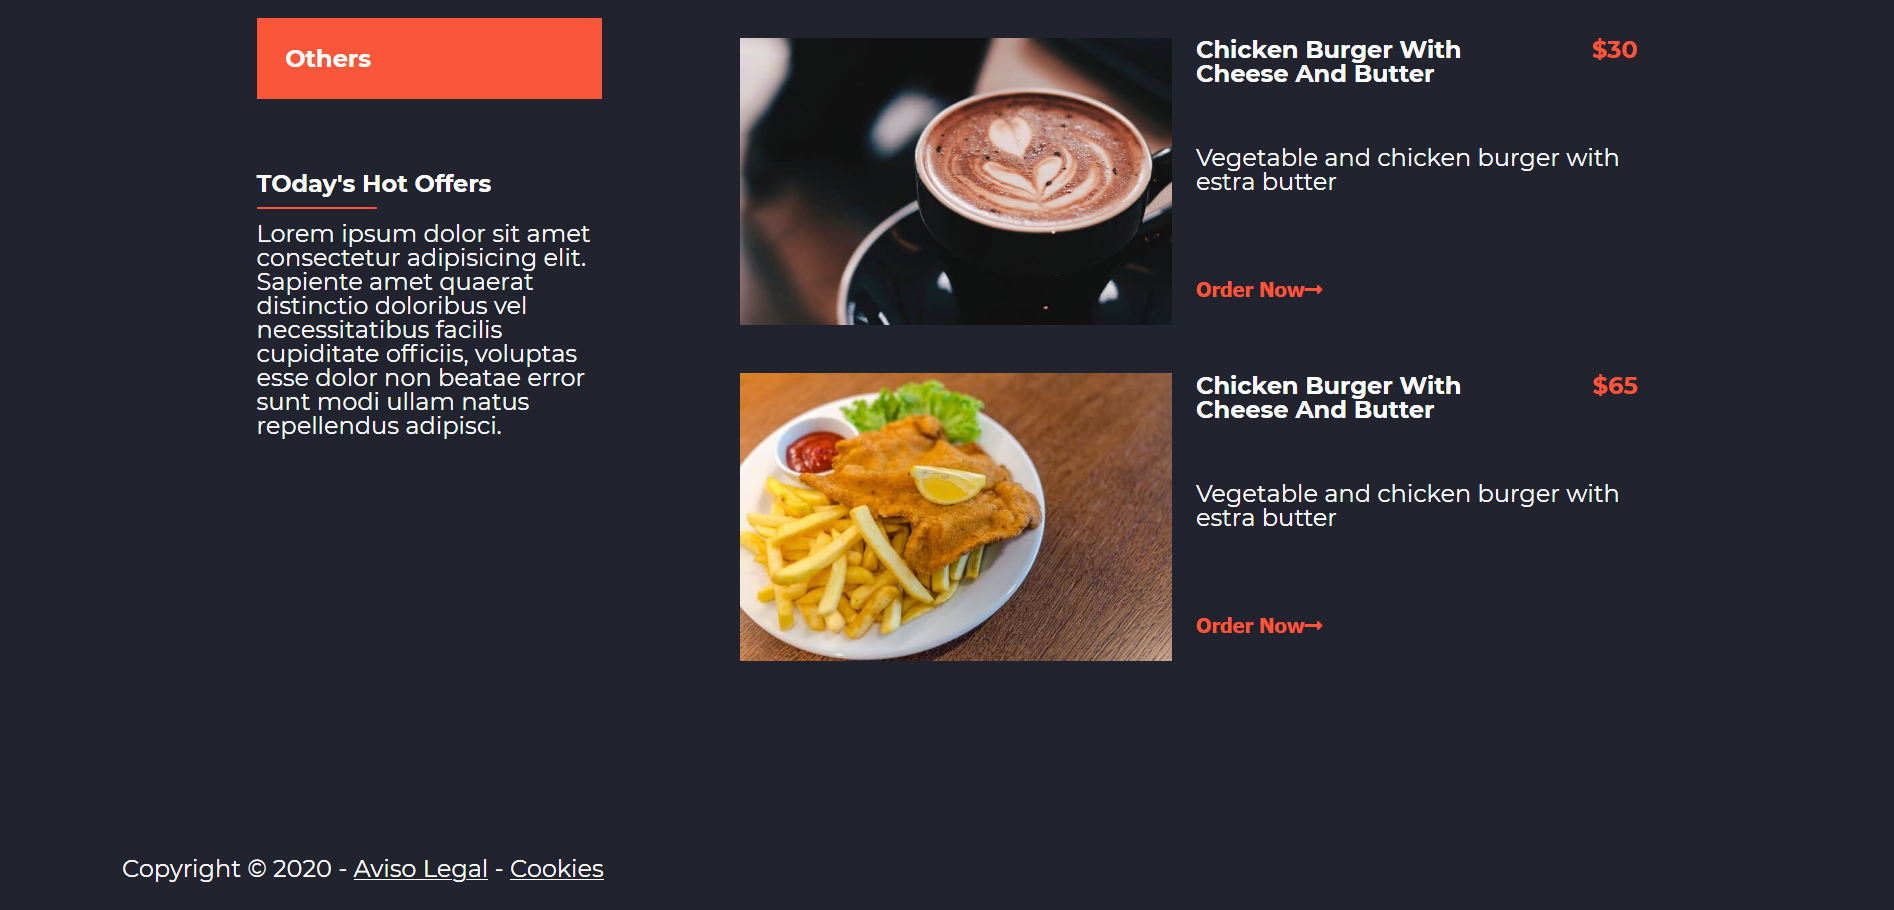 Others
TOday's Hot Offers
Lorem ipsum dolor sit amet
consectetur adipisicing elit.
Sapiente amet quaerat
distinctio doloribus vel
necessitatibus facilis
cupiditate officiis, voluptas
esse dolor non beatae error
sunt modi ullam natus
repellendus adipisci.
Chicken Burger With
Cheese And Butter
$30
Vegetable and chicken burger with
estra butter
Order Now→
Chicken Burger With
Cheese And Butter
$65
Vegetable and chicken burger with
estra butter
Order Now→
Copyright © 2020 - Aviso Legal - Cookies